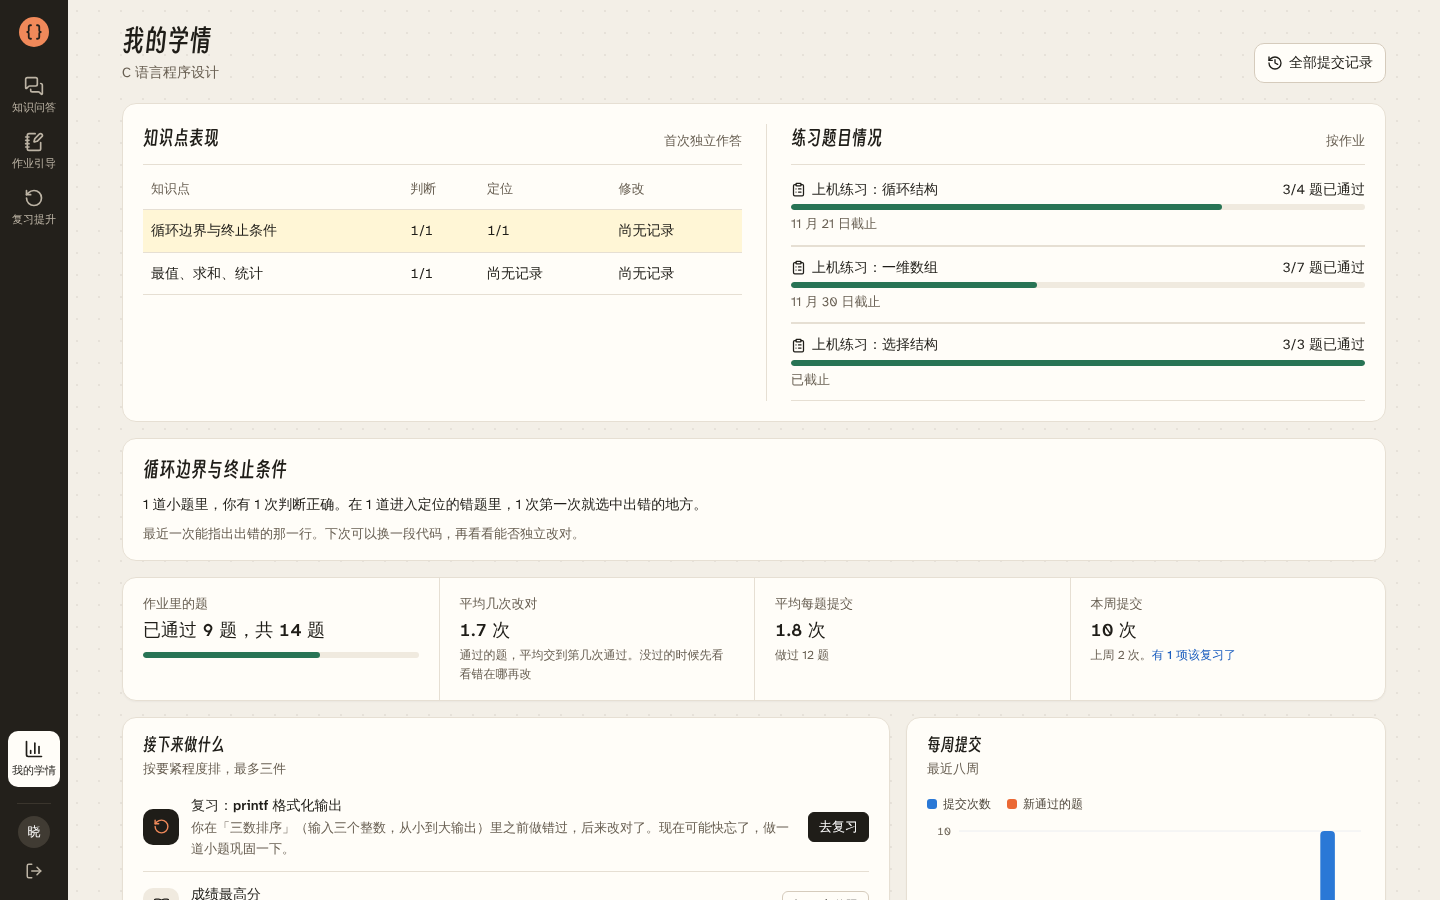 { }
知识问答
作业引导
复习提升
我的学情
晓
我的学情
C 语言程序设计
全部提交记录
知识点表现
首次独立作答
知识点 判断 定位 修改
循环边界与终止条件 1/1 1/1 尚无记录
最值、求和、统计 1/1 尚无记录 尚无记录
练习题目情况
按作业
上机练习：循环结构 3/4 题已通过
11 月 21 日截止
上机练习：一维数组 3/7 题已通过
11 月 30 日截止
上机练习：选择结构 3/3 题已通过
已截止
循环边界与终止条件
1 道小题里，你有 1 次判断正确。在 1 道进入定位的错题里，1 次第一次就选中出错的地方。
最近一次能指出出错的那一行。下次可以换一段代码，再看看能否独立改对。
作业里的题
已通过 9 题，共 14 题
平均几次改对
1.7 次
通过的题，平均交到第几次通过。没过的时候先看
看错在哪再改
平均每题提交
1.8 次
做过 12 题
本周提交
10 次
上周 2 次。有 1 项该复习了
接下来做什么
按要紧程度排，最多三件
复习：printf 格式化输出
你在「三数排序」（输入三个整数，从小到大输出）里之前做错过，后来改对了。现在可能快忘了，做一
道小题巩固一下。
去复习
成绩最高分
每周提交
最近八周
提交次数 新通过的题
10